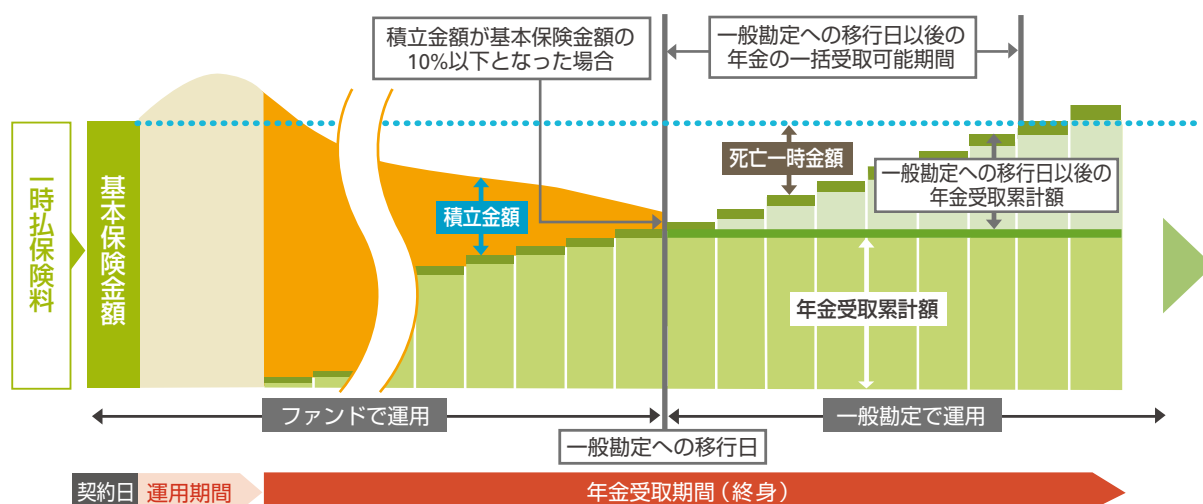 積立金額が基本保険金額の
10%以下となった場合
一般勘定への移行日以後の
年金の一括受取可能期間
一時払保険料
基本保険金額
死亡一時金額
積立金額
一般勘定への移行日以後の
年金受取累計額
年金受取累計額
ファンドで運用
一般勘定で運用
一般勘定への移行日
契約日
運用期間
年金受取期間(終身)